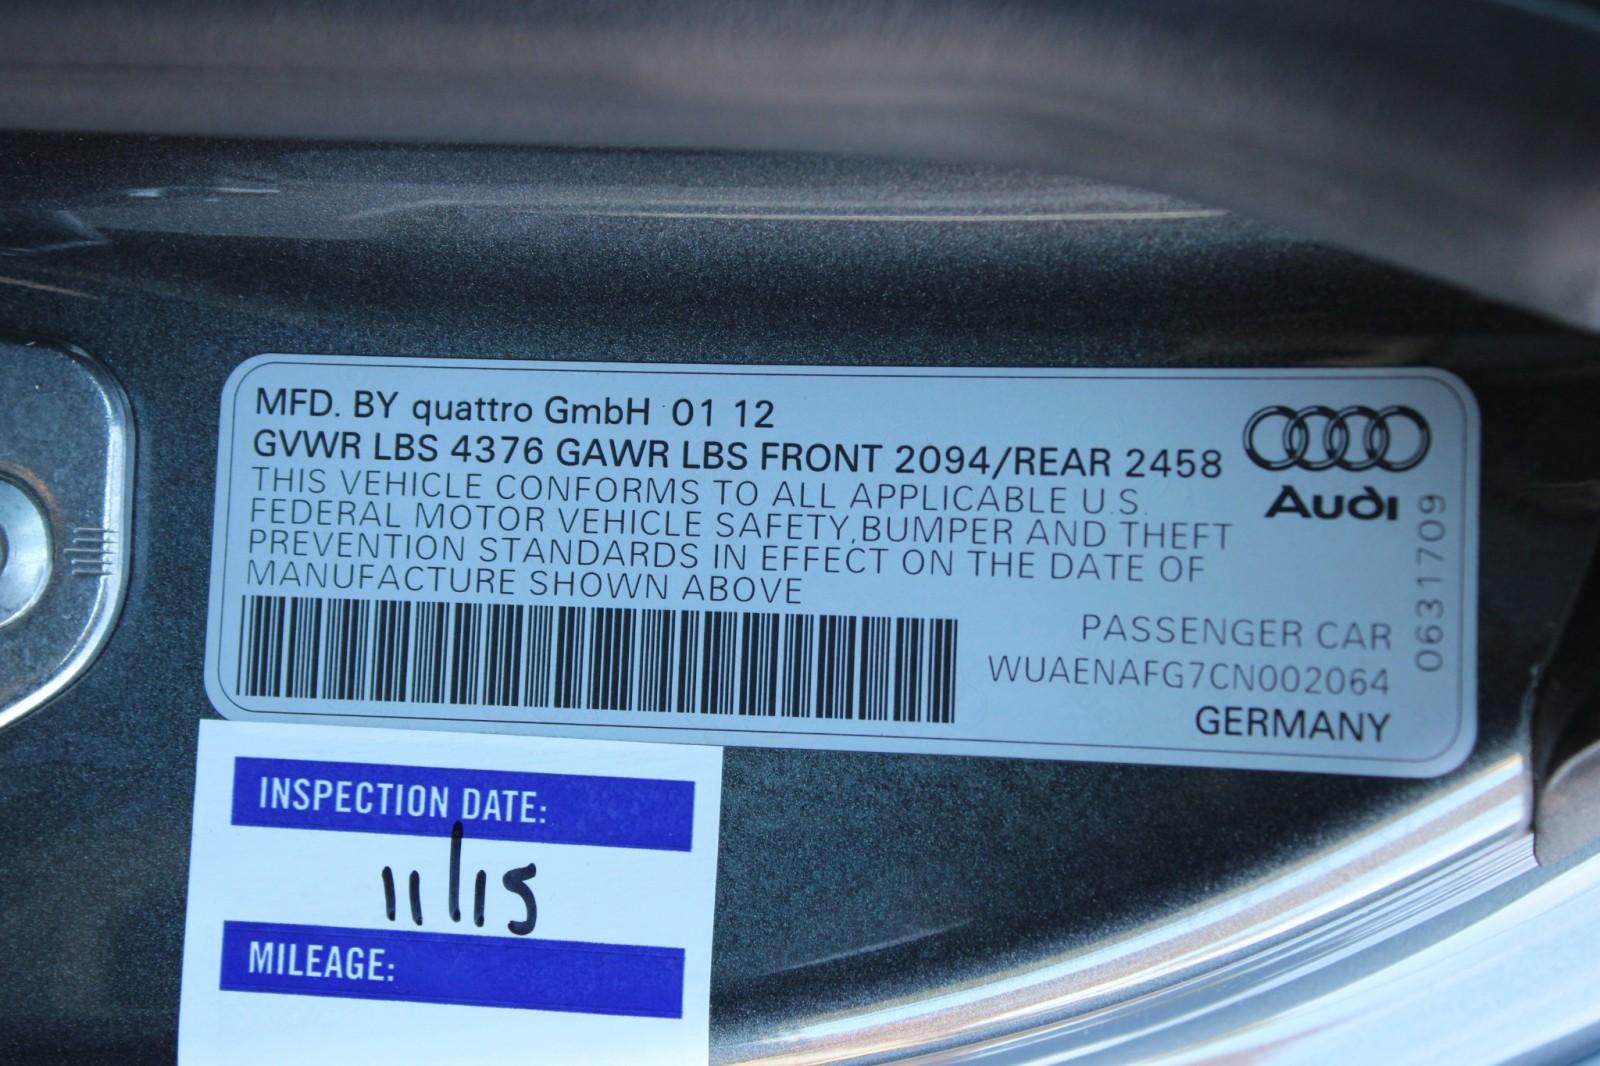 MFD. BY quattro GmbH 01 12
GVWR LBS 4376 GAWR LBS FRONT 2094/REAR 2458
THIS VEHICLE CONFORMS TO ALL APPLICABLE U.S.
FEDERAL MOTOR VEHICLE SAFETY,BUMPER AND THEFT
PREVENTION STANDARDS IN EFFECT ON THE DATE OF
MANUFACTURE SHOWN ABOVE
Audi
0631709
PASSENGER CAR
WUAENAFG7CN002064
GERMANY
INSPECTION DATE:
11/15
MILEAGE: